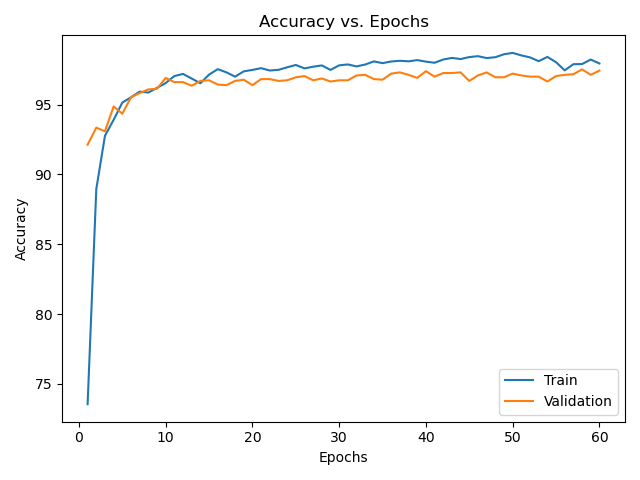 Accuracy vs. Epochs
95
90
85
80
75
Accuracy
0 10 20 30 40 50 60
Epochs
Train
Validation